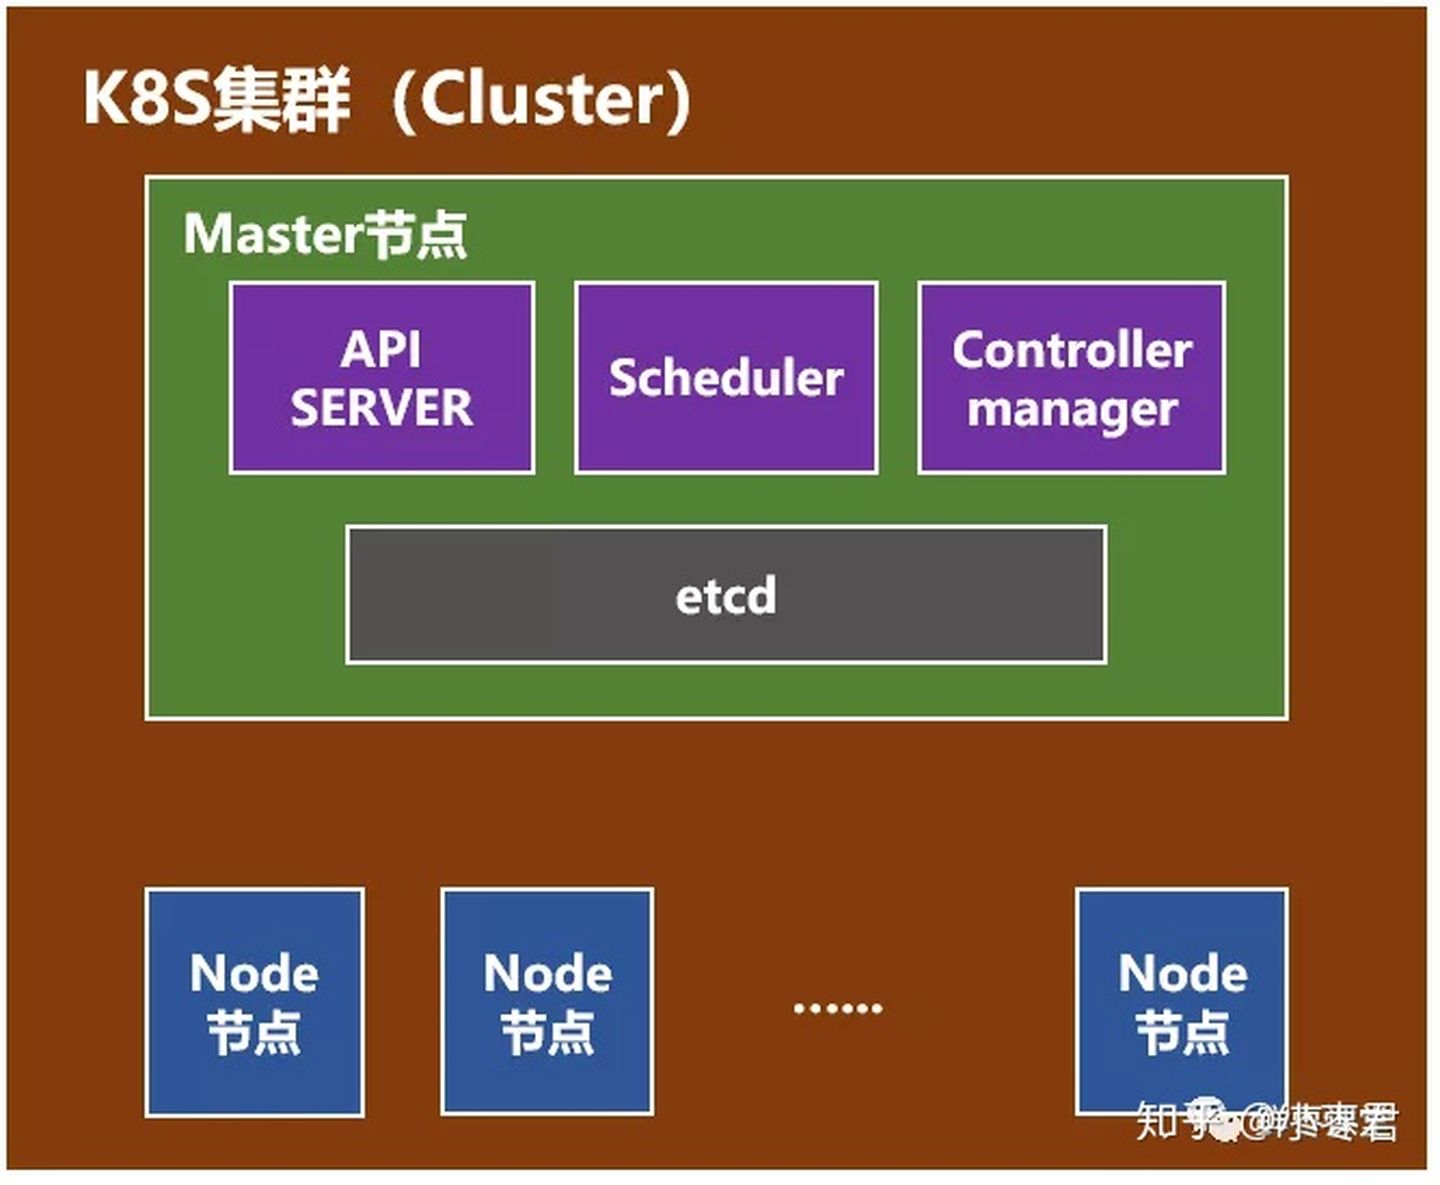 K8S集群（Cluster）
Master节点
API
SERVER
Scheduler
Controller
manager
etcd
Node
节点
Node
节点
......
Node
节点
知乎